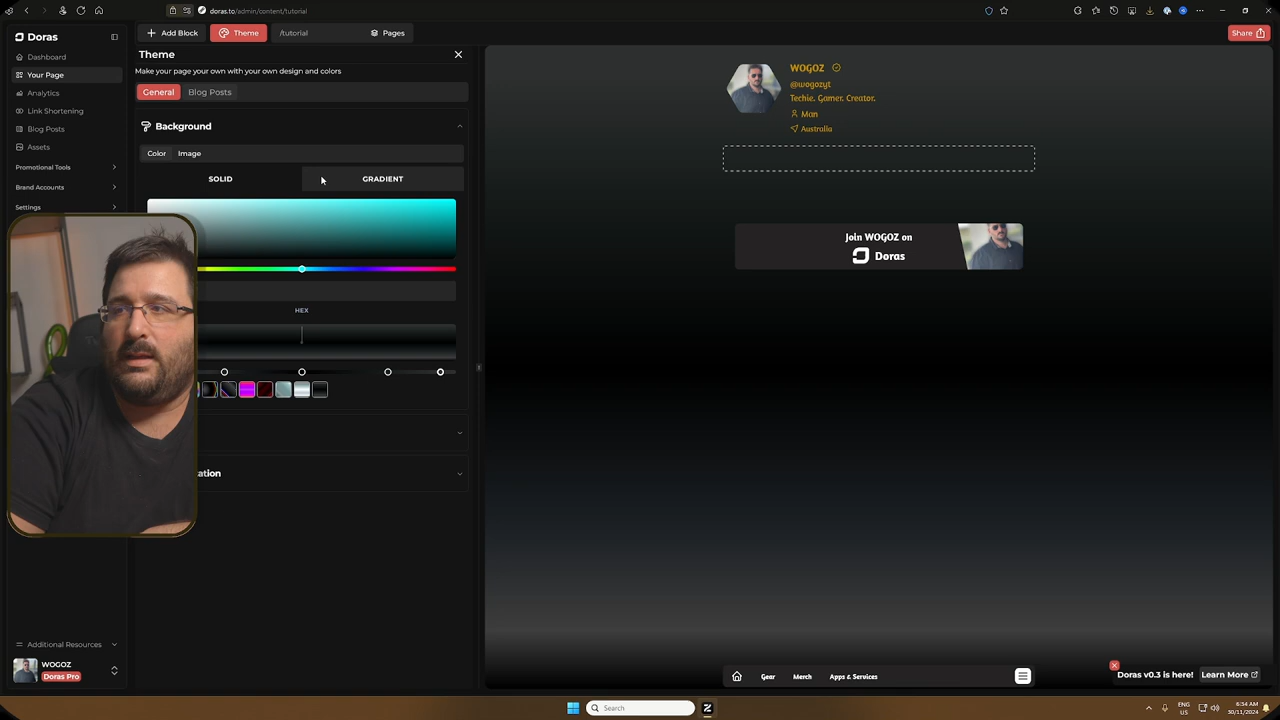 doras.to/admin/content/tutorial
Doras
Add Block
Theme
/tutorial
Pages
Share
Dashboard
Your Page
Analytics
Link Shortening
Blog Posts
Assets
Promotional Tools
Brand Accounts
Settings
Theme
Make your page your own with your own design and colors
General
Blog Posts
Background
Color
Image
SOLID
GRADIENT
HEX
WOGOZ
@wogozyt
Techie. Gamer. Creator.
Man
Australia
Join WOGOZ on
Doras
Additional Resources
WOGOZ
Doras Pro
Home
Gear
Merch
Apps & Services
Doras v0.3 is here!
Learn More
Search
ENG
US
6:34 AM
30/11/2024